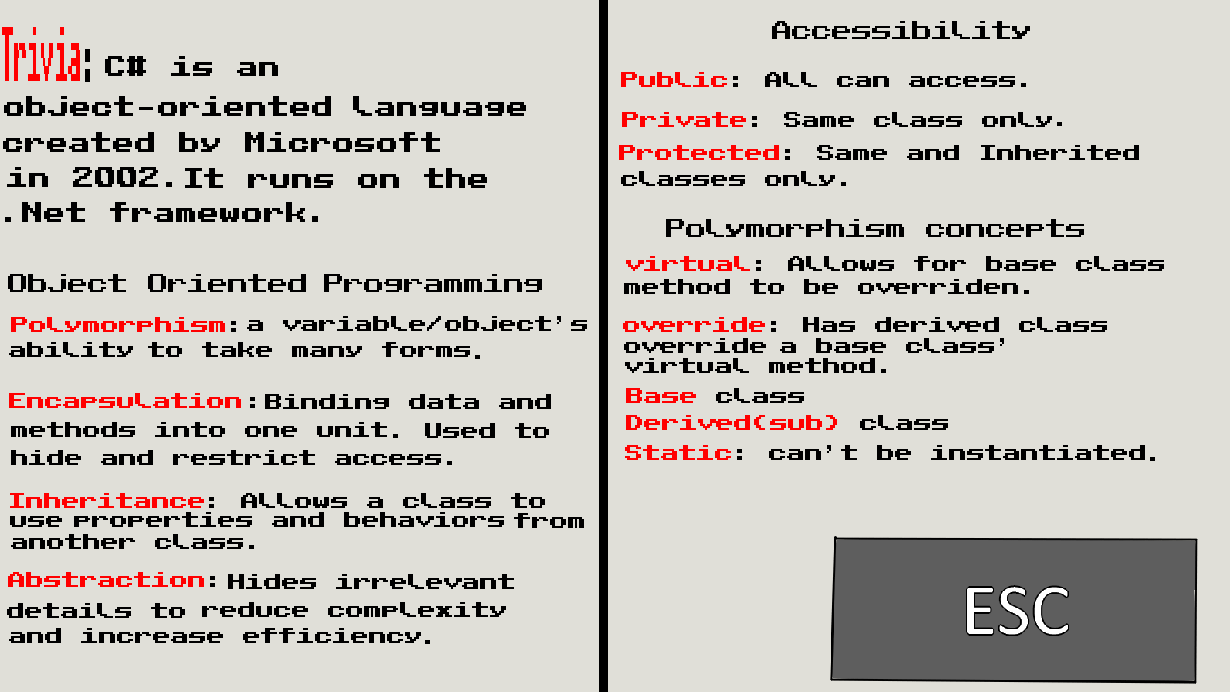 Trivia: C# is an
object-oriented language
created by Microsoft
in 2002.It runs on the
.Net framework.
Object Oriented Programming
Polymorphism: a variable/object's
ability to take many forms.
Encapsulation: Binding data and
methods into one unit. Used to
hide and restrict access.
Inheritance: Allows a class to
use properties and behaviors from
another class.
Abstraction: Hides irrelevant
details to reduce complexity
and increase efficiency.
Accessibility
Public: All can access.
Private: Same class only.
Protected: Same and Inherited
classes only.
Polymorphism concepts
virtual: Allows for base class
method to be overriden.
override: Has derived class
override a base class'
virtual method.
Base class
Derived(sub) class
Static: can't be instantiated.
ESC